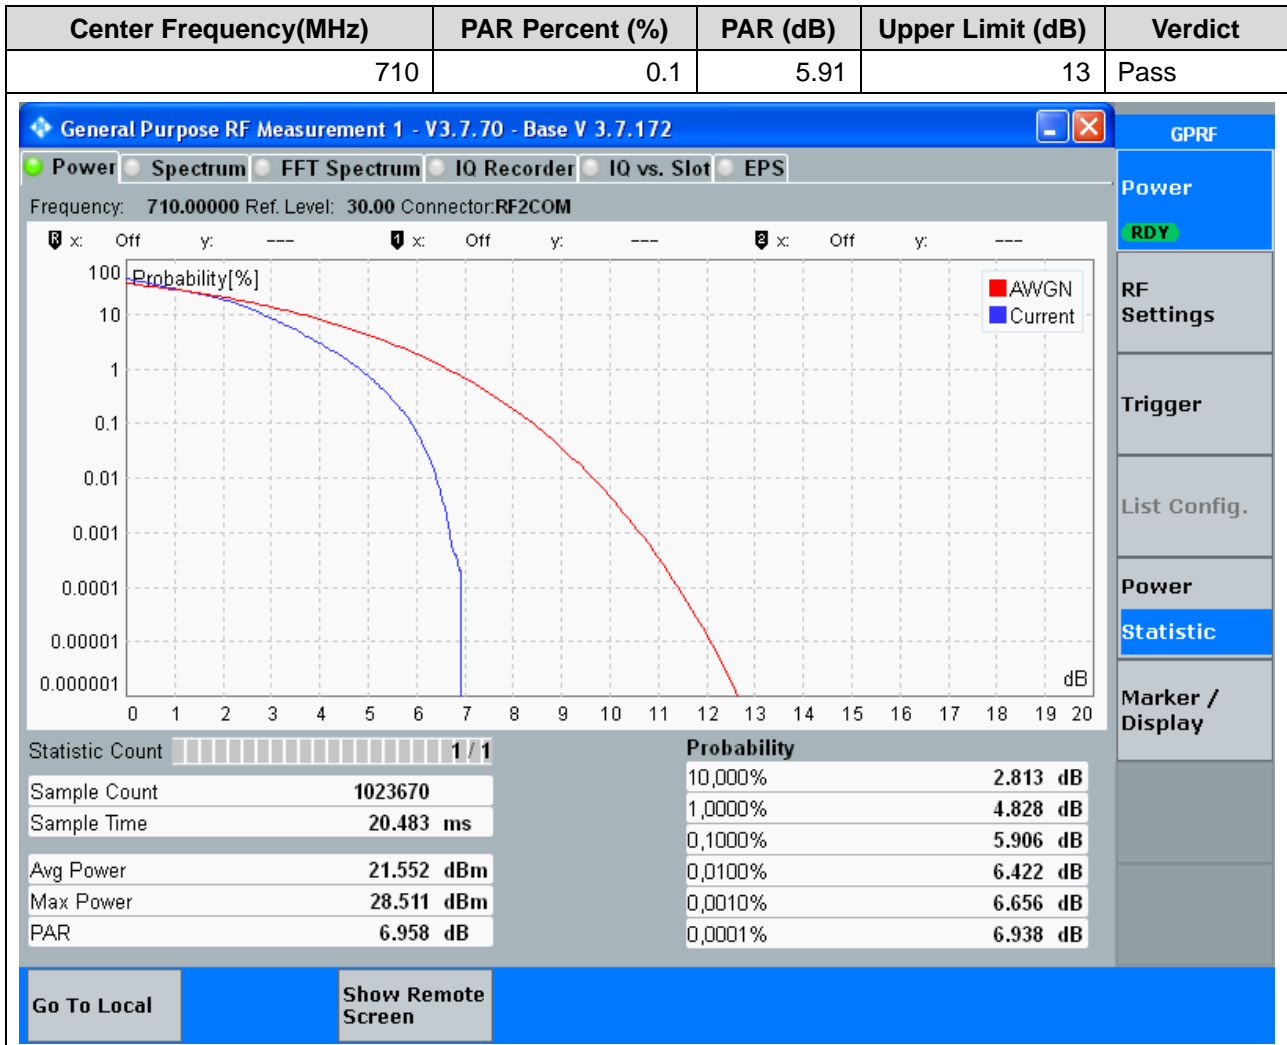 Center Frequency(MHz) PAR Percent (%) PAR (dB) Upper Limit (dB) Verdict
710 0.1 5.91 13 Pass
General Purpose RF Measurement 1 - V3.7.70 - Base V 3.7.172
GPRF
Power Spectrum FFT Spectrum IQ Recorder IQ vs. Slot EPS
Power
RDY
Frequency: 710.00000 Ref. Level: 30.00 Connector:RF2COM
R x: Off y: --- 1 x: Off y: --- 2 x: Off y: ---
Probability[%]
AWGN
Current
100
10
1
0.1
0.01
0.001
0.0001
0.00001
0.000001
dB
0 1 2 3 4 5 6 7 8 9 10 11 12 13 14 15 16 17 18 19 20
RF
Settings
Trigger
List Config.
Power
Statistic
Marker /
Display
Statistic Count 1 / 1
Sample Count 1023670
Sample Time 20.483 ms
Avg Power 21.552 dBm
Max Power 28.511 dBm
PAR 6.958 dB
Probability
10,000% 2.813 dB
1,0000% 4.828 dB
0,1000% 5.906 dB
0,0100% 6.422 dB
0,0010% 6.656 dB
0,0001% 6.938 dB
Go To Local
Show Remote
Screen